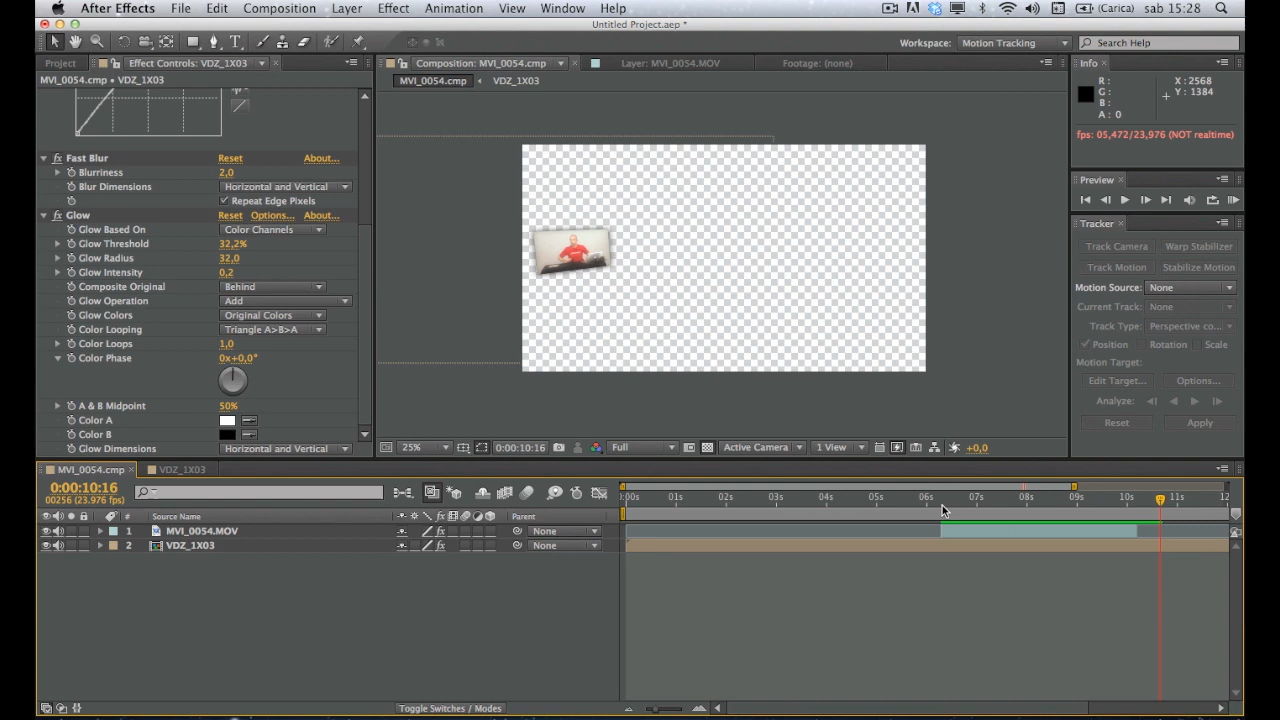 After Effects File Edit Composition Layer Effect Animation View Window Help (Carica) sab 15:28
Untitled Project.aep *
Workspace: Motion Tracking Search Help
Project Effect Controls: VDZ_1X03 Composition: MVI_0054.cmp Layer: MVI_0054.MOV Footage: (none) Info
MVI_0054.cmp • VDZ_1X03 MVI_0054.cmp VDZ_1X03
R: X: 2568
G: Y: 1384
B:
A: 0
fps: 05,472/23,976 (NOT realtime)
Fast Blur Reset About...
Blurriness 2,0
Blur Dimensions Horizontal and Vertical
Repeat Edge Pixels
Glow Reset Options... About...
Glow Based On Color Channels
Glow Threshold 32,2%
Glow Radius 32,0
Glow Intensity 0,2
Composite Original Behind
Glow Operation Add
Glow Colors Original Colors
Color Looping Triangle A>B>A
Color Loops 1,0
Color Phase 0x+0,0°
A & B Midpoint 50%
Color A
Color B
Glow Dimensions Horizontal and Vertical
Preview
Tracker
Track Camera Warp Stabilizer
Track Motion Stabilize Motion
Motion Source: None
Current Track: None
Track Type: Perspective co...
Position Rotation Scale
Motion Target:
Edit Target... Options...
Analyze:
Reset Apply
25% 0:00:10:16 Full Active Camera 1 View +0,0
MVI_0054.cmp VDZ_1X03
0:00:10:16
00256 (23.976 fps)
:00s 01s 02s 03s 04s 05s 06s 07s 08s 09s 10s 11s 12
# Source Name Parent
1 MVI_0054.MOV None
2 VDZ_1X03 None
Toggle Switches / Modes